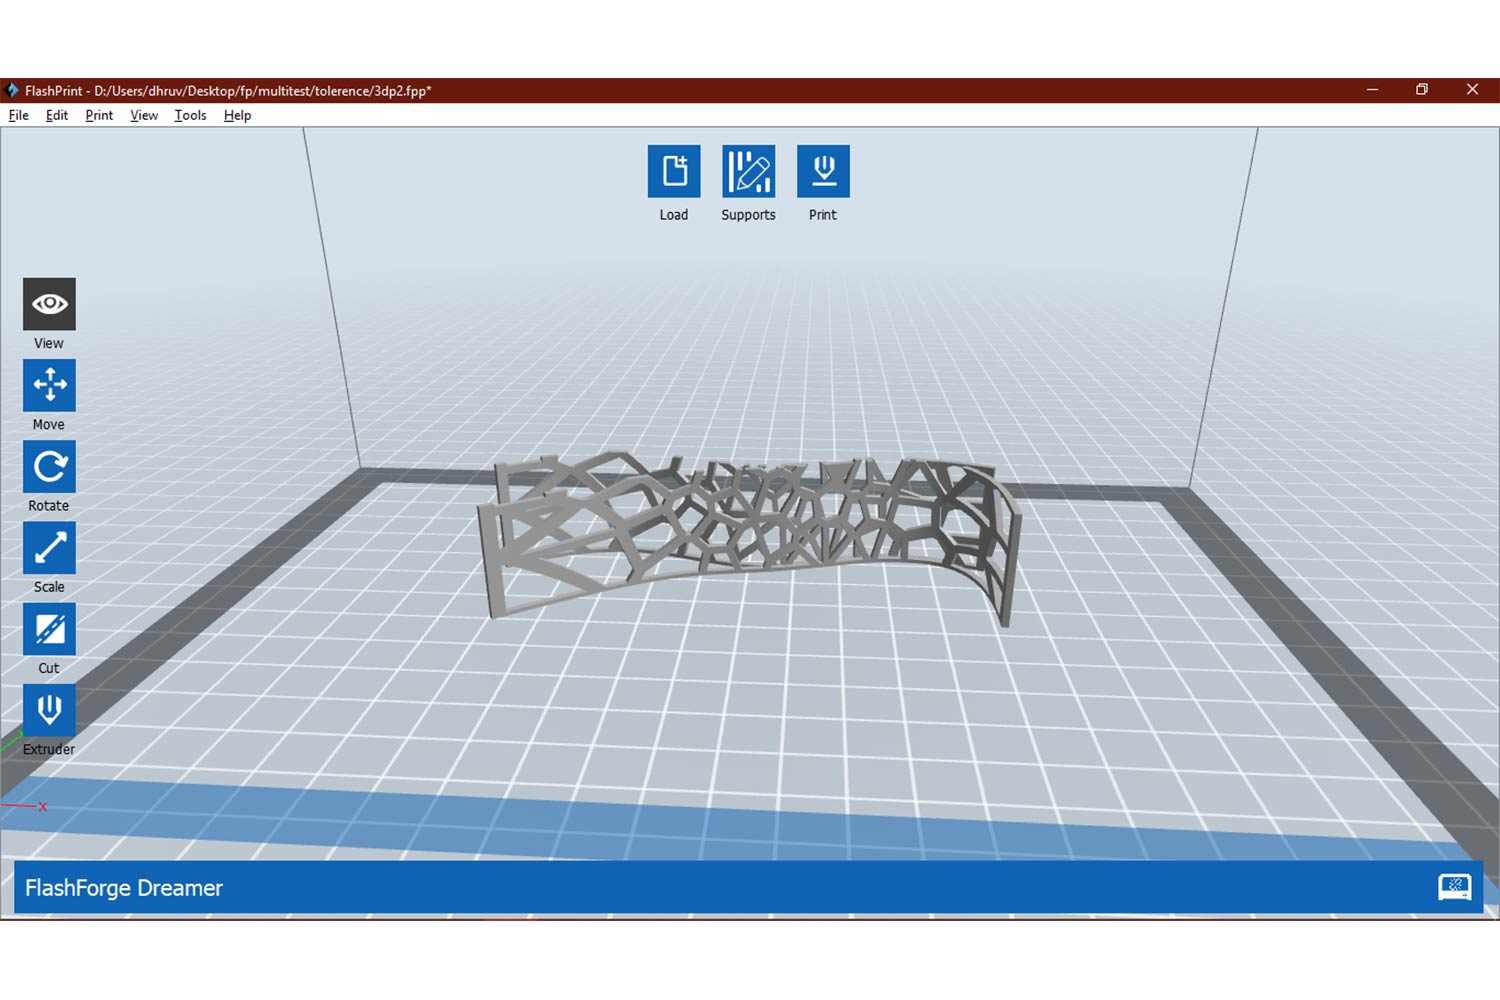 FlashPrint - D:/Users/dhruv/Desktop/fp/multitest/tolerence/3dp2.fpp*
File Edit Print View Tools Help
Load Supports Print
View
Move
Rotate
Scale
Cut
Extruder
x
FlashForge Dreamer